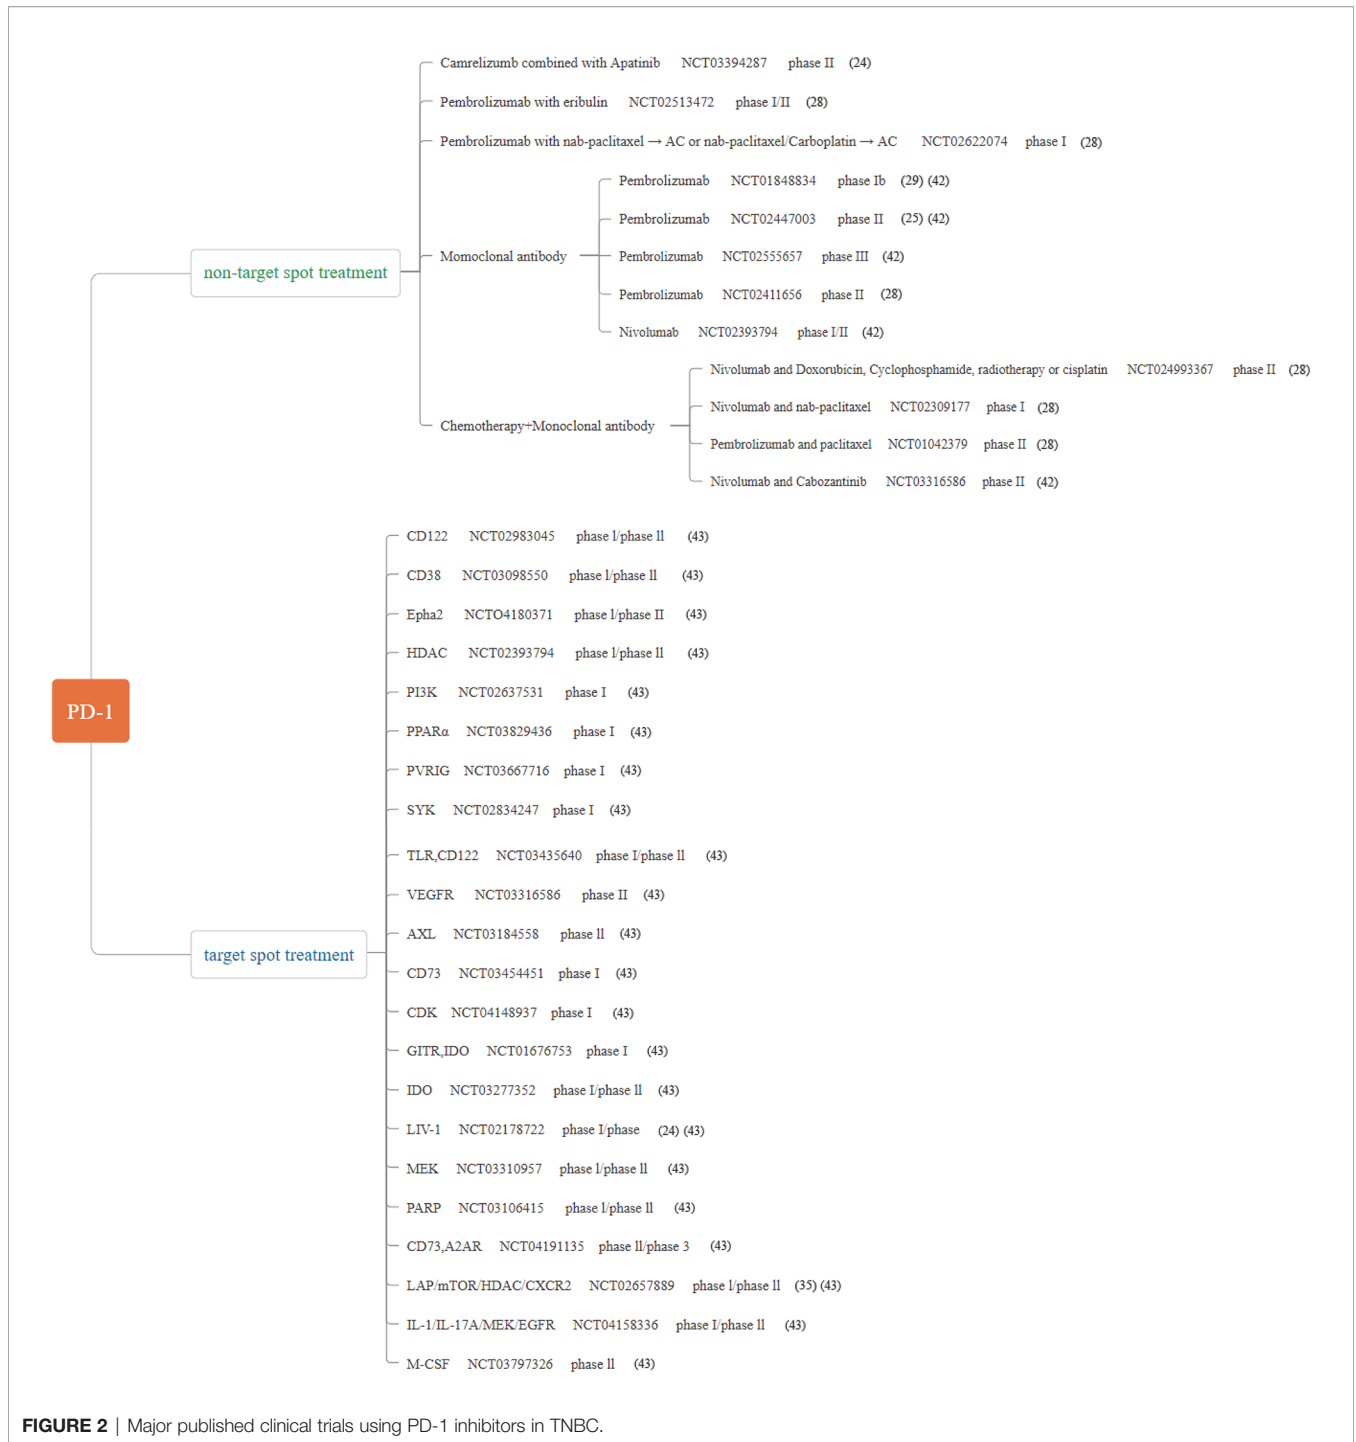 Camrelizumb combined with Apatinib NCT03394287 phase II (24)
Pembrolizumab with eribulin NCT02513472 phase I/II (28)
Pembrolizumab with nab-paclitaxel → AC or nab-paclitaxel/Carboplatin → AC NCT02622074 phase I (28)
Pembrolizumab NCT01848834 phase Ib (29) (42)
Pembrolizumab NCT02447003 phase II (25) (42)
Momoclonal antibody
Pembrolizumab NCT02555657 phase III (42)
non-target spot treatment
Pembrolizumab NCT02411656 phase II (28)
Nivolumab NCT02393794 phase I/II (42)
Nivolumab and Doxorubicin, Cyclophosphamide, radiotherapy or cisplatin NCT024993367 phase II (28)
Nivolumab and nab-paclitaxel NCT02309177 phase I (28)
Chemotherapy+Monoclonal antibody
Pembrolizumab and paclitaxel NCT01042379 phase II (28)
Nivolumab and Cabozantinib NCT03316586 phase II (42)
CD122 NCT02983045 phase l/phase ll (43)
CD38 NCT03098550 phase l/phase ll (43)
Epha2 NCTO4180371 phase l/phase II (43)
HDAC NCT02393794 phase l/phase ll (43)
PI3K NCT02637531 phase I (43)
PD-1
PPARα NCT03829436 phase I (43)
PVRIG NCT03667716 phase I (43)
SYK NCT02834247 phase I (43)
TLR,CD122 NCT03435640 phase I/phase ll (43)
VEGFR NCT03316586 phase II (43)
AXL NCT03184558 phase ll (43)
target spot treatment
CD73 NCT03454451 phase I (43)
CDK NCT04148937 phase I (43)
GITR,IDO NCT01676753 phase I (43)
IDO NCT03277352 phase I/phase ll (43)
LIV-1 NCT02178722 phase I/phase (24) (43)
MEK NCT03310957 phase l/phase ll (43)
PARP NCT03106415 phase l/phase ll (43)
CD73,A2AR NCT04191135 phase ll/phase 3 (43)
LAP/mTOR/HDAC/CXCR2 NCT02657889 phase l/phase ll (35) (43)
IL-1/IL-17A/MEK/EGFR NCT04158336 phase I/phase ll (43)
M-CSF NCT03797326 phase ll (43)
FIGURE 2 | Major published clinical trials using PD-1 inhibitors in TNBC.